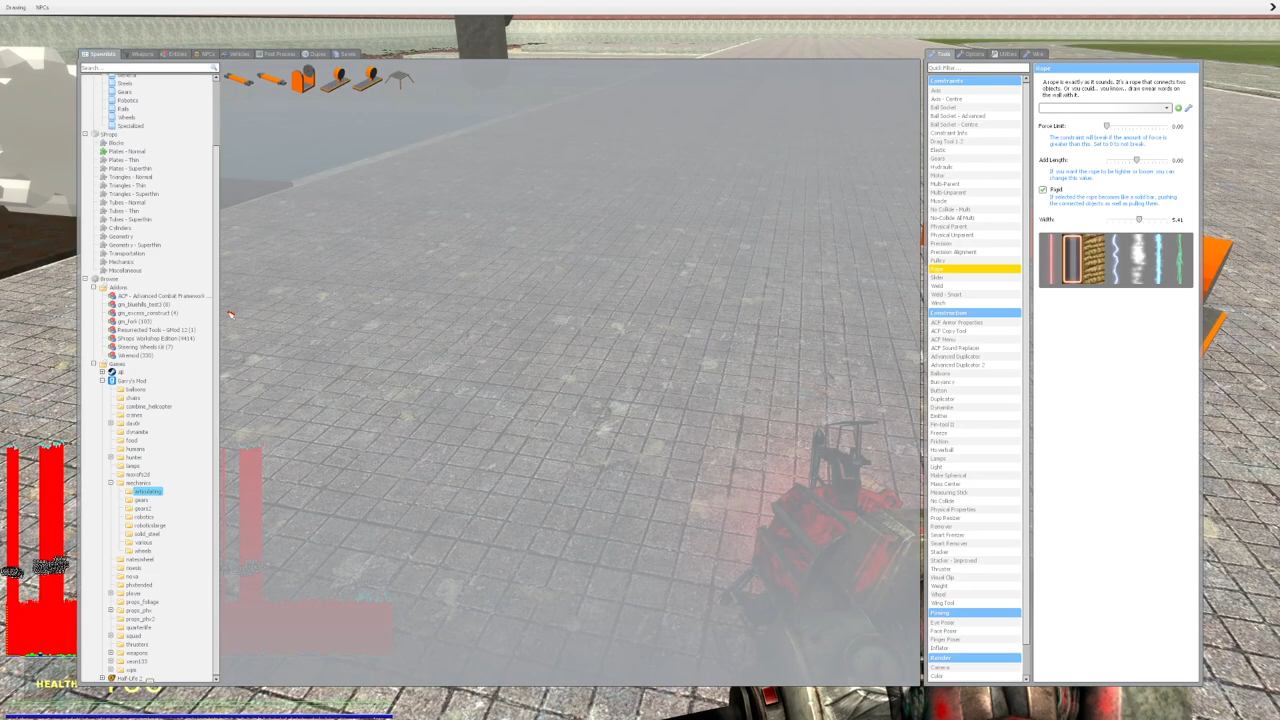 Drawing NPCs
Spawnlists Weapons Entities NPCs Vehicles Post Process Dupes Saves
Search...
General
Steels
Gears
Robotics
Rails
Wheels
Specialized
SProps
Blocks
Plates - Normal
Plates - Thin
Plates - Superthin
Triangles - Normal
Triangles - Thin
Triangles - Superthin
Tubes - Normal
Tubes - Thin
Tubes - Superthin
Cylinders
Geometry
Geometry - Superthin
Transportation
Mechanics
Miscellaneous
Browse
Addons
ACF - Advanced Combat Framework ...
gm_bluehills_test3 (8)
gm_excess_construct (4)
gm_fork (103)
Resurrected Tools - GMod 12 (1)
SProps Workshop Edition (4414)
Steering Wheels Kit (7)
Wiremod (330)
Games
All
Garry's Mod
balloons
chairs
combine_helicopter
cranes
dav0r
dynamite
food
humans
hunter
lamps
maxofs2d
mechanics
articulating
gears
gears2
robotics
roboticslarge
solid_steel
various
wheels
nateswheel
noesis
nova
phxtended
player
props_foliage
props_phx
props_phx2
quarterlife
squad
thrusters
weapons
xeon133
xqm
Half-Life 2
HEALTH
Tools Options Utilities Wire
Quick Filter...
Constraints
Axis
Axis - Centre
Ball Socket
Ball Socket - Advanced
Ball Socket - Centre
Constraint Info
Drag Tool 1.2
Elastic
Gears
Hydraulic
Motor
Multi-Parent
Multi-Unparent
Muscle
No Collide - Multi
No-Collide All Multi
Physical Parent
Physical Unparent
Precision
Precision Alignment
Pulley
Rope
Slider
Weld
Weld - Smart
Winch
Construction
ACF Armor Properties
ACF Copy Tool
ACF Menu
ACF Sound Replacer
Advanced Duplicator
Advanced Duplicator 2
Balloons
Buoyancy
Button
Duplicator
Dynamite
Emitter
Fin-tool II
Freeze
Friction
Hoverball
Lamps
Light
Make Spherical
Mass Center
Measuring Stick
No Collide
Physical Properties
Prop Resizer
Remover
Smart Freezer
Smart Remover
Stacker
Stacker - Improved
Thruster
Visual Clip
Weight
Wheel
Wing Tool
Posing
Eye Poser
Face Poser
Finger Poser
Inflator
Render
Camera
Color
Rope
A rope is exactly as it sounds. It's a rope that connects two
objects. Or you could... you know.. draw swear words on
the wall with it.
Force Limit: 0.00
The constraint will break if the amount of force is
greater than this. Set to 0 to not break.
Add Length: 0.00
If you want the rope to be tighter or looser you can
change this value.
Rigid
If selected the rope becomes like a solid bar, pushing
the connected objects as well as pulling them.
Width: 5.41